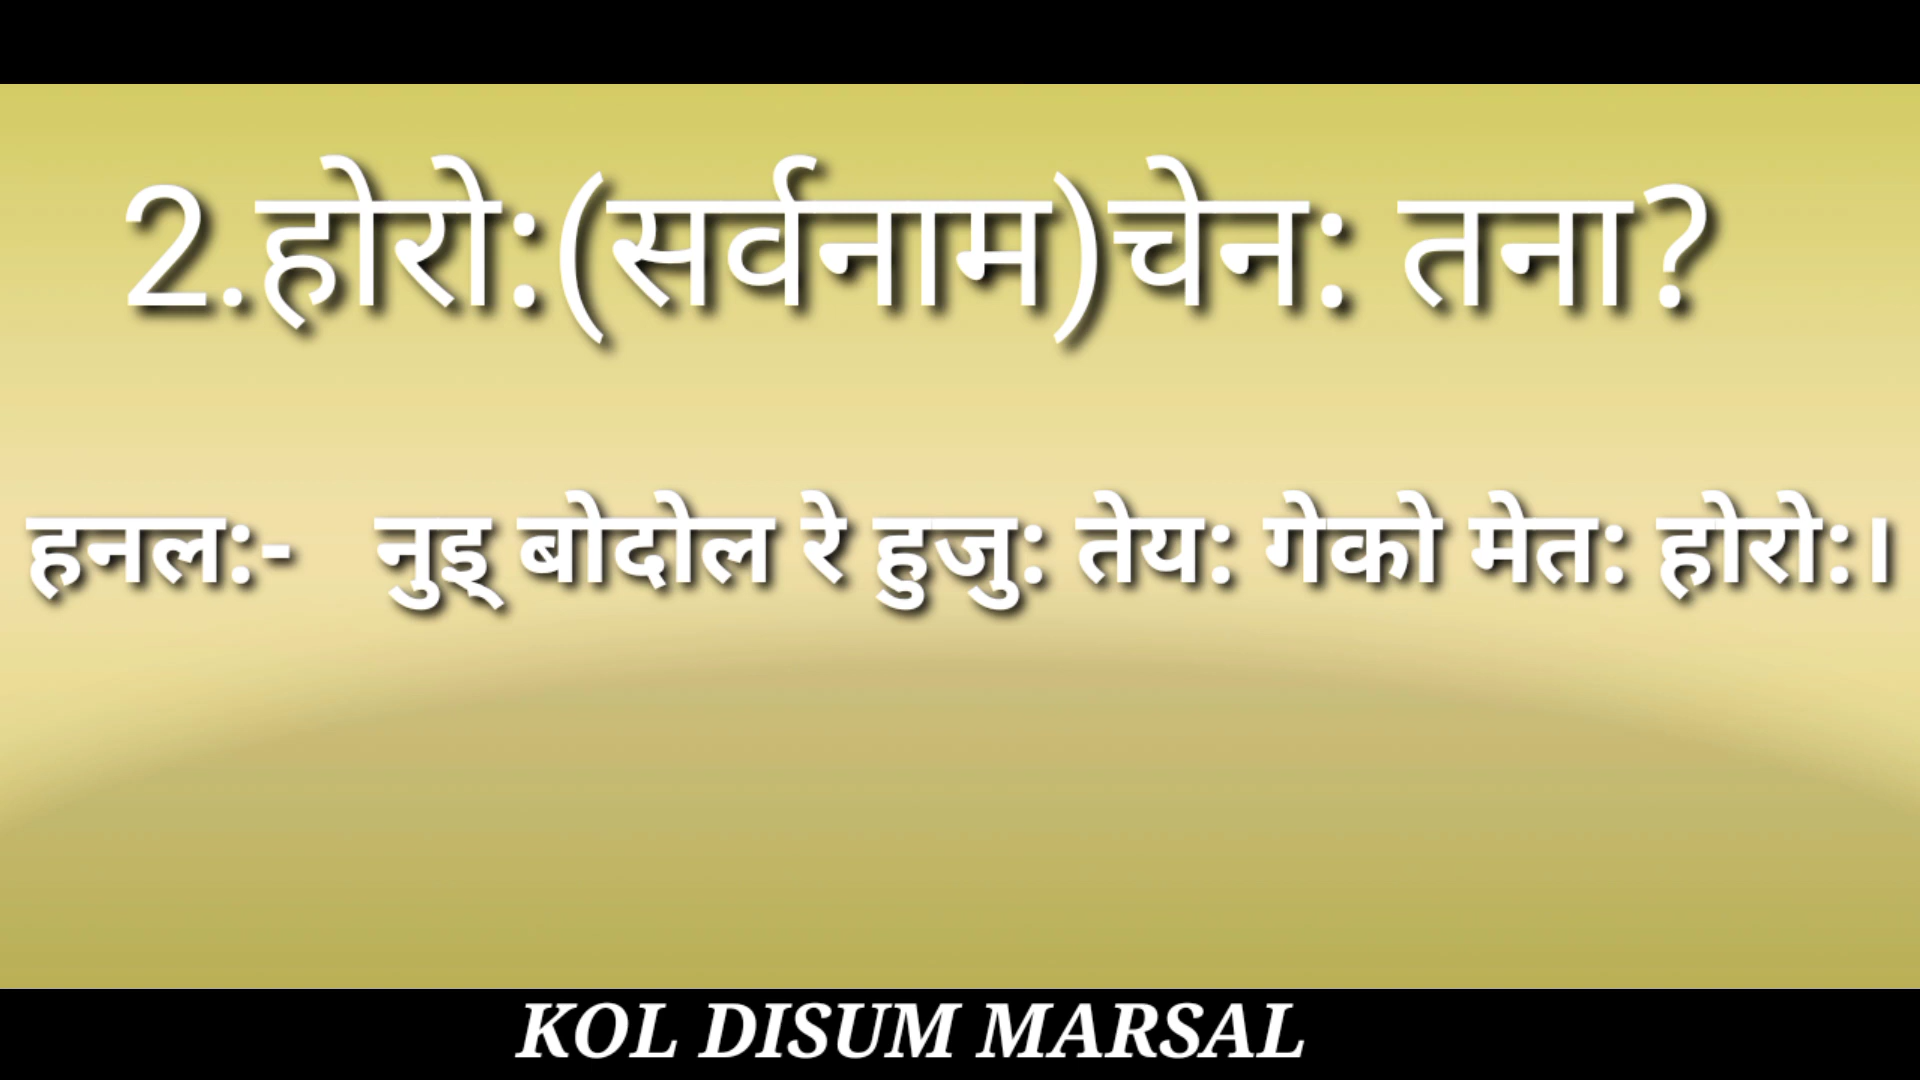 2.होरो:(सर्वनाम)चेन: तना?
हनल:- नुइ् बोदोल रे हुजु: तेय: गेको मेत: होरो:।
KOL DISUM MARSAL